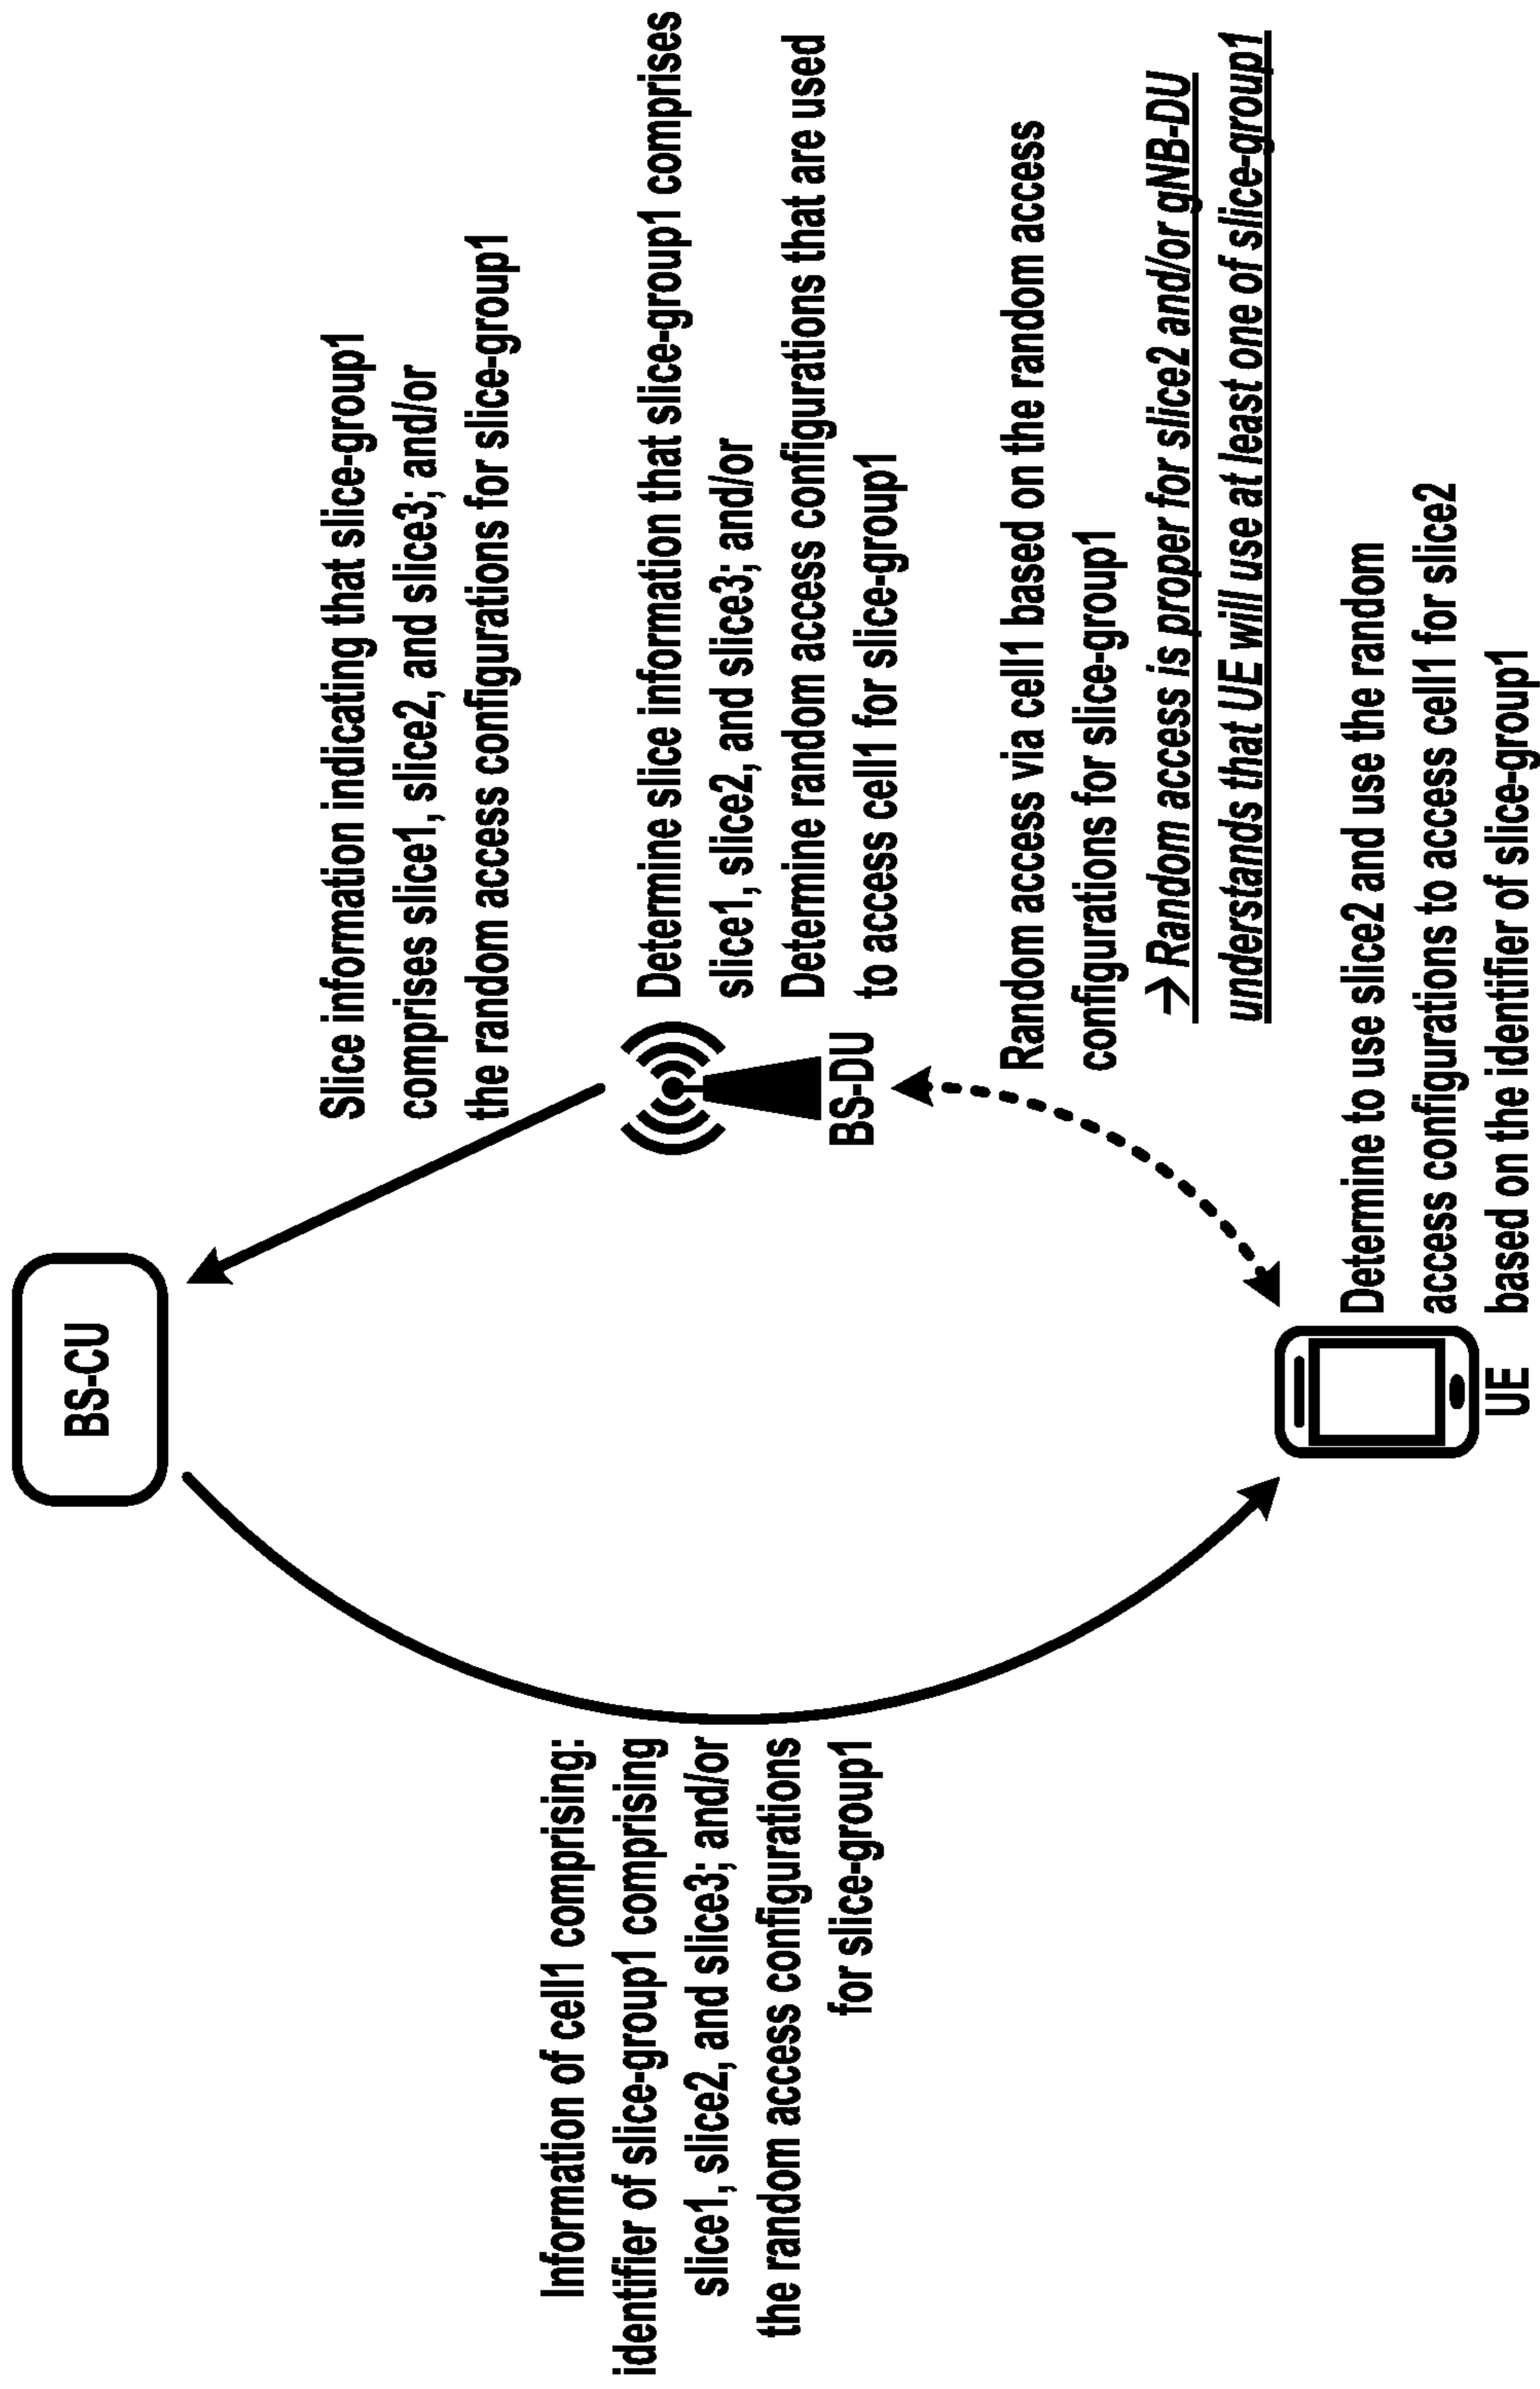 BS-CU
Slice information indicating that slice-group1
comprises slice1, slice2, and slice3; and/or
the random access configurations for slice-group1
Information of cell1 comprising:
identifier of slice-group1 comprising
slice1, slice2, and slice3; and/or
the random access configurations
for slice-group1
BS-DU
Determine slice information that slice-group1 comprises
slice1, slice2, and slice3; and/or
Determine random access configurations that are used
to access cell1 for slice-group1
Random access via cell1 based on the random access
configurations for slice-group1
→Random access is proper for slice2 and/or gNB-DU
understands that UE will use at least one of slice-group1
UE
Determine to use slice2 and use the random
access configurations to access cell1 for slice2
based on the identifier of slice-group1